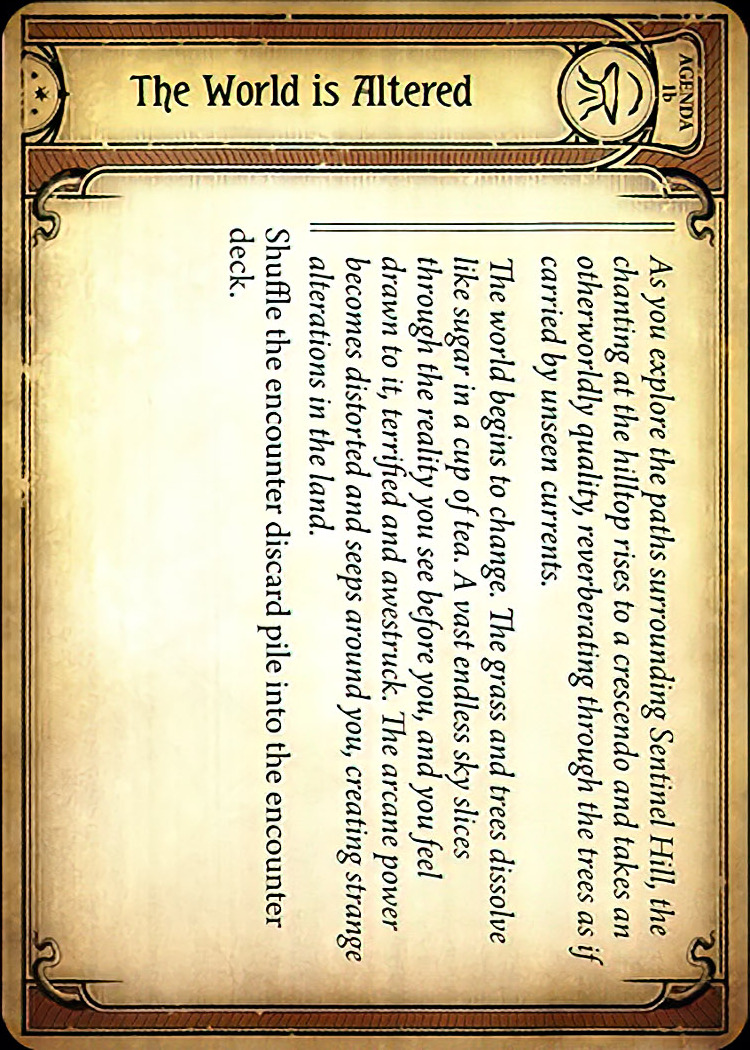 AGENDA
1b
The World is Altered
As you explore the paths surrounding Sentinel Hill, the
chanting at the hilltop rises to a crescendo and takes an
otherworldly quality, reverberating through the trees as if
carried by unseen currents.
The world begins to change. The grass and trees dissolve
like sugar in a cup of tea. A vast endless sky slices
through the reality you see before you, and you feel
drawn to it, terrified and awestruck. The arcane power
becomes distorted and seeps around you, creating strange
alterations in the land.
Shuffle the encounter discard pile into the encounter
deck.